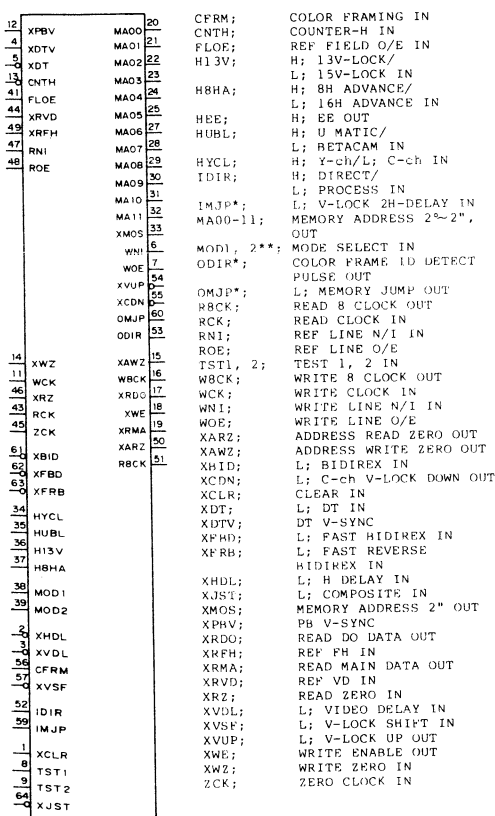 12 XPBV
4 XDTV
5 XDT
13 CNTH
41 FLOE
44 XRVD
49 XRFH
47 RNI
48 ROE
14 XWZ
11 WCK
46 XRZ
43 RCK
45 ZCK
61 XBID
62 XFBD
63 XFRB
34 HYCL
35 HUBL
36 H13V
37 H8HA
38 MOD1
39 MOD2
2 XHDL
3 XVDL
56 CFRM
57 XVSF
52 IDIR
59 IMJP
1 XCLR
8 TST1
9 TST2
64 XJST
MA00 20
MA01 21
MA02 22
MA03 23
MA04 24
MA05 25
MA06 27
MA07 28
MA08 29
MA09 30
MA10 31
MA11 32
XMOS 33
WNI 6
WOE 7
XVUP 54
XCDN 55
OMJP 60
ODIR 53
XAWZ 15
W8CK 16
XRDO 17
XWE 18
XRMA 19
XARZ 50
R8CK 51
CFRM; COLOR FRAMING IN
CNTH; COUNTER-H IN
FLOE; REF FIELD O/E IN
H13V; H; 13V-LOCK/
L; 15V-LOCK IN
H8HA; H; 8H ADVANCE/
L; 16H ADVANCE IN
HEE; H; EE OUT
HUBL; H; U MATIC/
L; BETACAM IN
HYCL; H; Y-ch/L; C-ch IN
IDIR; H; DIRECT/
L; PROCESS IN
IMJP*; L; V-LOCK 2H-DELAY IN
MA00-11; MEMORY ADDRESS 2⁰~2",
OUT
MOD1, 2**; MODE SELECT IN
ODIR*; COLOR FRAME ID DETECT
PULSE OUT
OMJP*; L; MEMORY JUMP OUT
R8CK; READ 8 CLOCK OUT
RCK; READ CLOCK IN
RNI; REF LINE N/I IN
ROE; REF LINE O/E
TST1, 2; TEST 1, 2 IN
W8CK; WRITE 8 CLOCK OUT
WCK; WRITE CLOCK IN
WNI; WRITE LINE N/I IN
WOE; WRITE LINE O/E
XARZ; ADDRESS READ ZERO OUT
XAWZ; ADDRESS WRITE ZERO OUT
XBID; L; BIDIREX IN
XCDN; L; C-ch V-LOCK DOWN OUT
XCLR; CLEAR IN
XDT; L; DT IN
XDTV; DT V-SYNC
XFBD; L; FAST BIDIREX IN
XFRB; L; FAST REVERSE
BIDIREX IN
XHDL; L; H DELAY IN
XJST; L; COMPOSITE IN
XMOS; MEMORY ADDRESS 2" OUT
XPBV; PB V-SYNC
XRDO; READ DO DATA OUT
XRFH; REF FH IN
XRMA; READ MAIN DATA OUT
XRVD; REF VD IN
XRZ; READ ZERO IN
XVDL; L; VIDEO DELAY IN
XVSF; L; V-LOCK SHIFT IN
XVUP; L; V-LOCK UP OUT
XWE; WRITE ENABLE OUT
XWZ; WRITE ZERO IN
ZCK; ZERO CLOCK IN